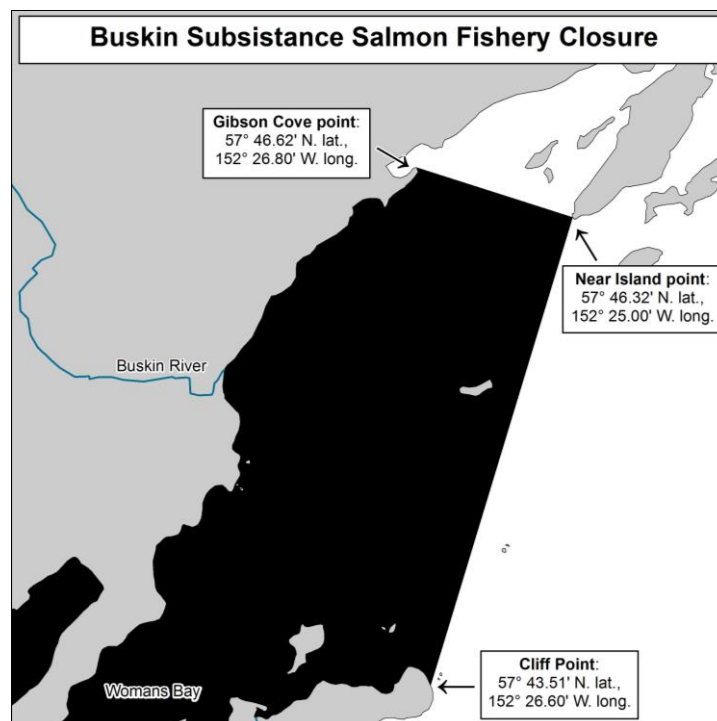 Buskin Subsistance Salmon Fishery Closure
Gibson Cove point:
57° 46.62' N. lat.,
152° 26.80' W. long.
Near Island point:
57° 46.32' N. lat.,
152° 25.00' W. long.
Buskin River
Womans Bay
Cliff Point:
57° 43.51' N. lat.,
152° 26.60' W. long.